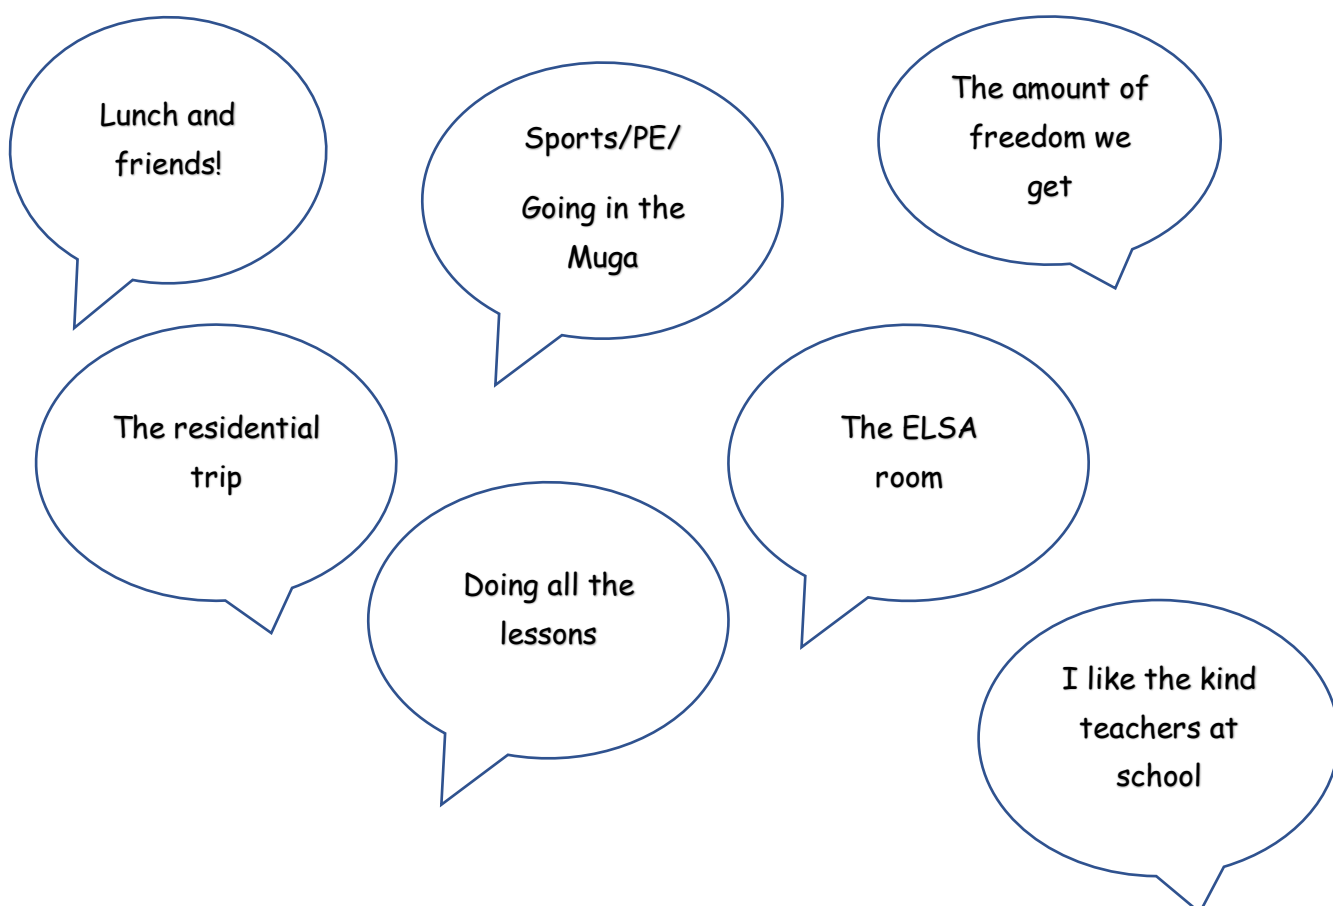 Lunch and
friends!
Sports/PE/
Going in the
Muga
The amount of
freedom we
get
The residential
trip
The ELSA
room
Doing all the
lessons
I like the kind
teachers at
school